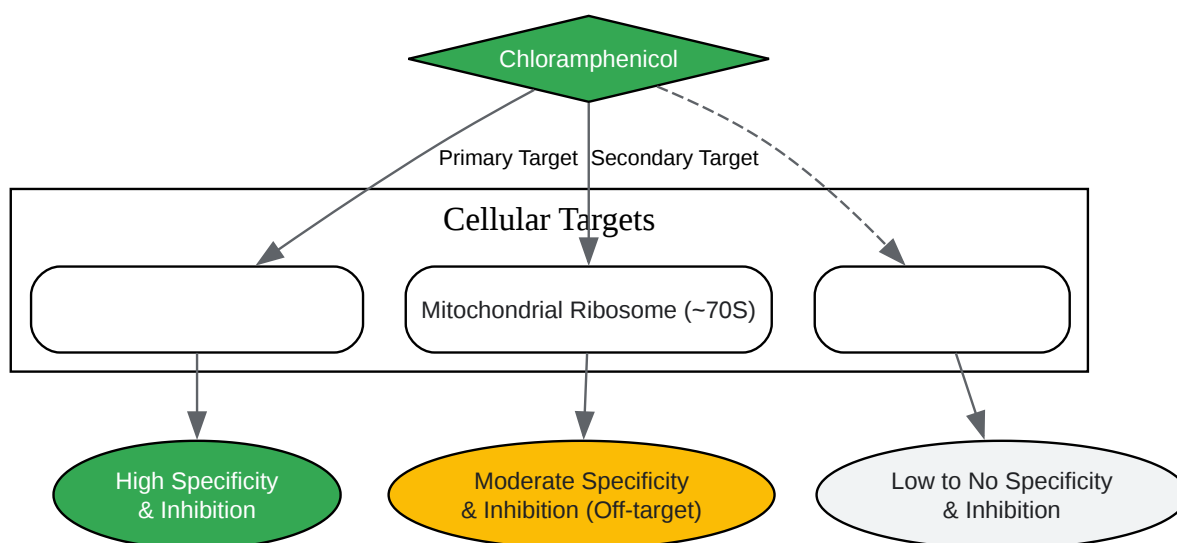 Chloramphenicol
Primary Target
Secondary Target
Cellular Targets
Mitochondrial Ribosome (~70S)
High Specificity
& Inhibition
Moderate Specificity
& Inhibition (Off-target)
Low to No Specificity
& Inhibition